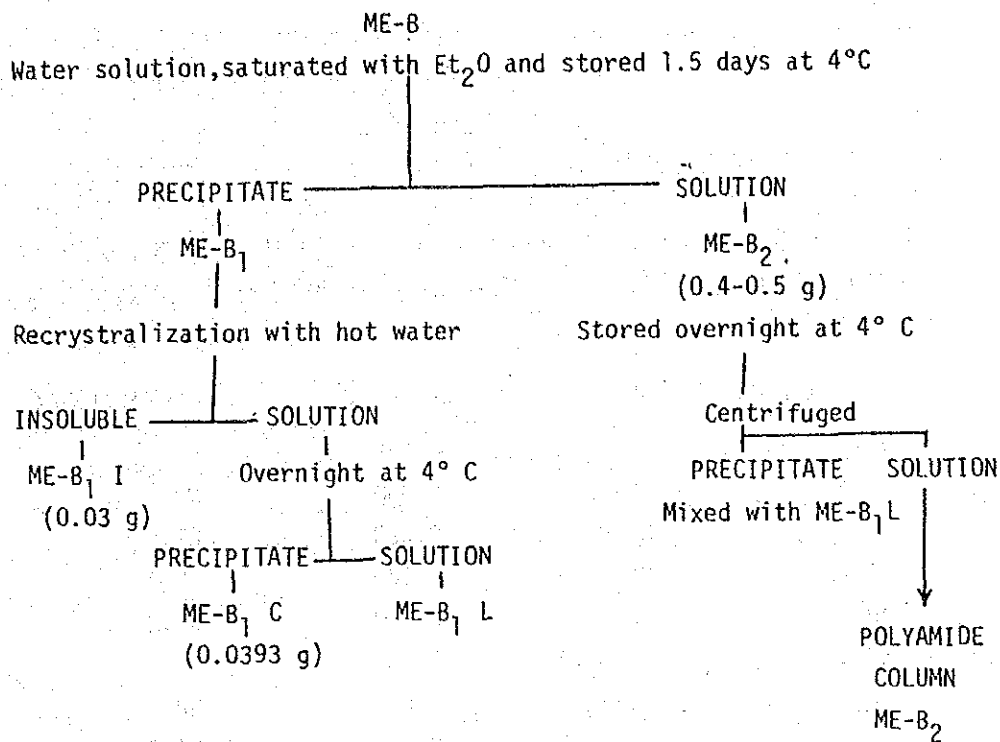 ME-B
Water solution,saturated with Et₂O and stored 1.5 days at 4°C
PRECIPITATE
SOLUTION
ME-B₁
ME-B₂.
(0.4-0.5 g)
Recrystralization with hot water
Stored overnight at 4° C
INSOLUBLE
SOLUTION
Centrifuged
ME-B₁ I
Overnight at 4° C
PRECIPITATE
SOLUTION
(0.03 g)
Mixed with ME-B₁L
PRECIPITATE
SOLUTION
ME-B₁ C
ME-B₁ L
(0.0393 g)
POLYAMIDE
COLUMN
ME-B₂